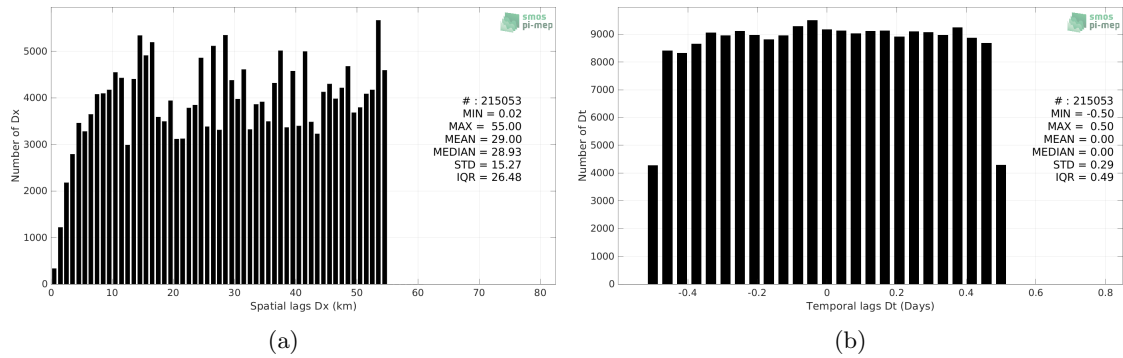 smos
pi-mep
Number of Dx
5000
4000
3000
2000
1000
0
# : 215053
MIN = 0.02
MAX = 55.00
MEAN = 29.00
MEDIAN = 28.93
STD = 15.27
IQR = 26.48
0 10 20 30 40 50 60 70 80
Spatial lags Dx (km)
(a)
smos
pi-mep
Number of Dt
9000
8000
7000
6000
5000
4000
3000
2000
1000
0
# : 215053
MIN = -0.50
MAX = 0.50
MEAN = 0.00
MEDIAN = 0.00
STD = 0.29
IQR = 0.49
-0.4 -0.2 0 0.2 0.4 0.6 0.8
Temporal lags Dt (Days)
(b)